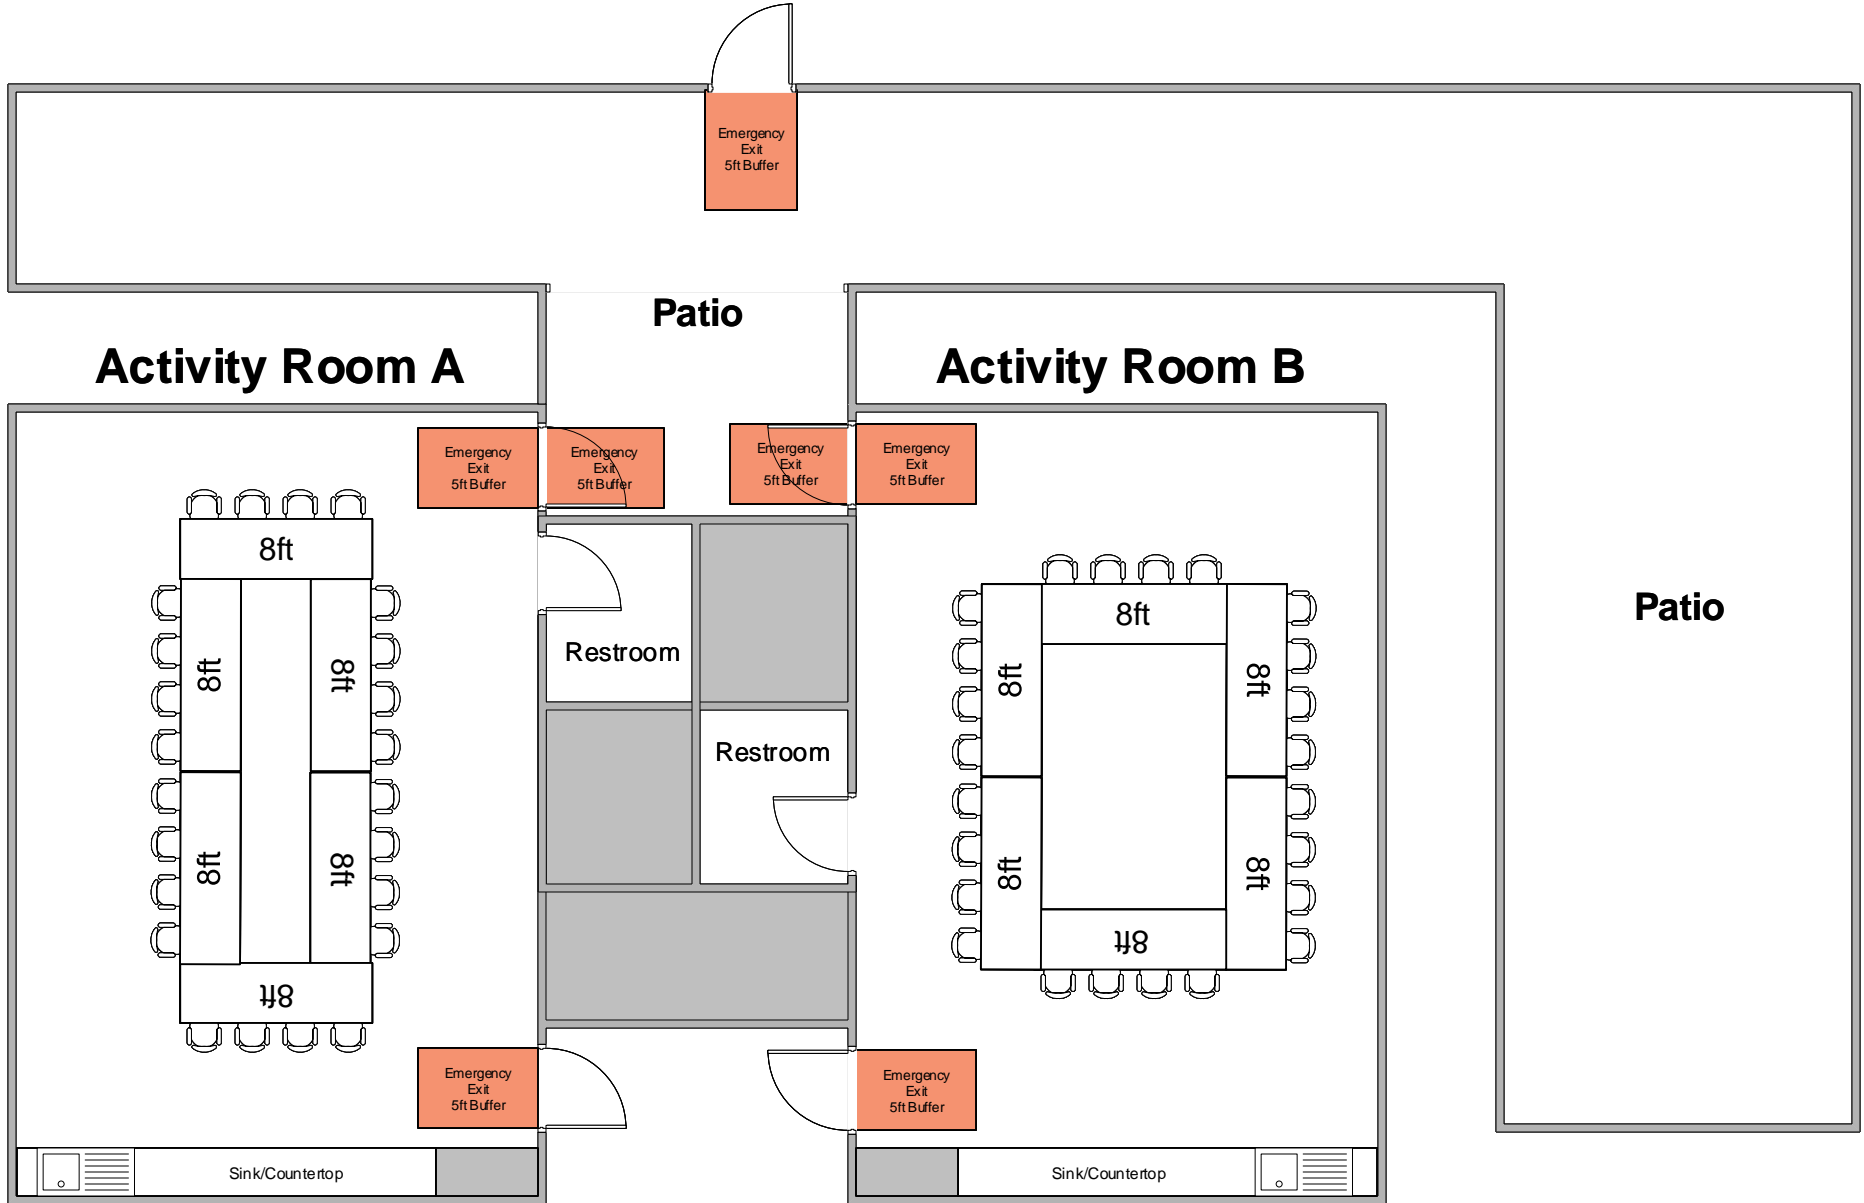 Emergency
Exit
5ft Buffer
Patio
Activity Room A
Activity Room B
Emergency
Exit
5ft Buffer
Emergency
Exit
5ft Buffer
Emergency
Exit
5ft Buffer
Emergency
Exit
5ft Buffer
8ft
8ft
8ft
8ft
8ft
8ft
Restroom
Restroom
8ft
8ft
8ft
8ft
8ft
8ft
Patio
Emergency
Exit
5ft Buffer
Emergency
Exit
5ft Buffer
Sink/Countertop
Sink/Countertop